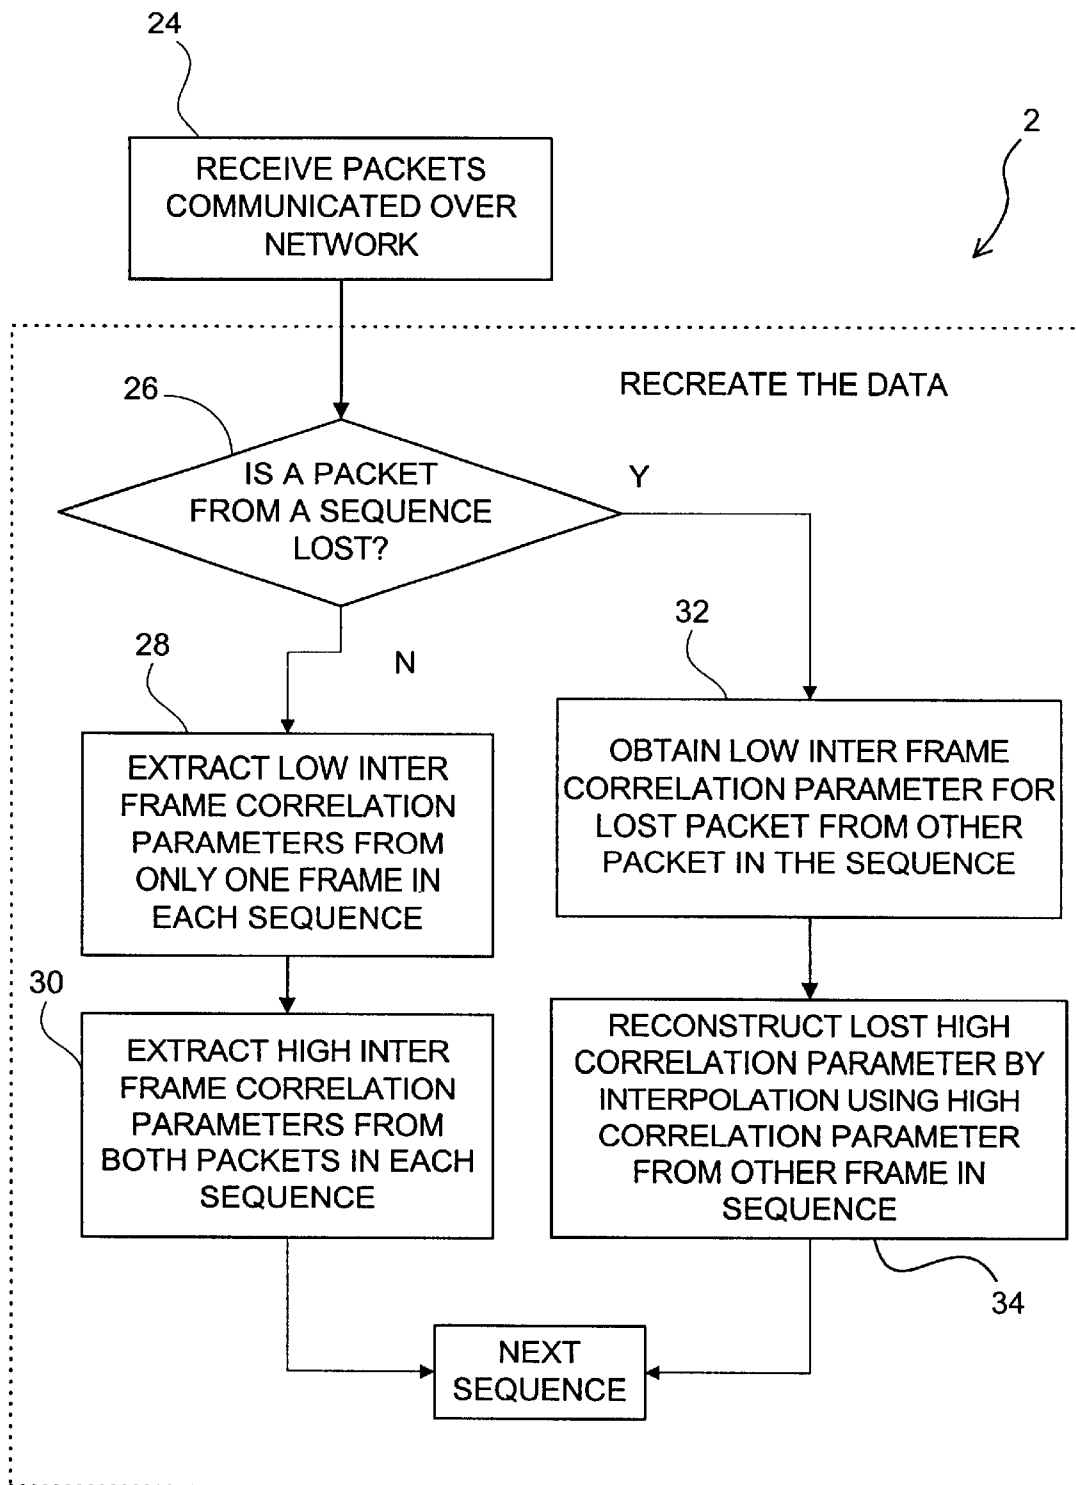 24
2
RECEIVE PACKETS
COMMUNICATED OVER
NETWORK
RECREATE THE DATA
26
IS A PACKET
FROM A SEQUENCE
LOST?
Y
N
28
EXTRACT LOW INTER
FRAME CORRELATION
PARAMETERS FROM
ONLY ONE FRAME IN
EACH SEQUENCE
32
OBTAIN LOW INTER FRAME
CORRELATION PARAMETER FOR
LOST PACKET FROM OTHER
PACKET IN THE SEQUENCE
30
EXTRACT HIGH INTER
FRAME CORRELATION
PARAMETERS FROM
BOTH PACKETS IN EACH
SEQUENCE
RECONSTRUCT LOST HIGH
CORRELATION PARAMETER BY
INTERPOLATION USING HIGH
CORRELATION PARAMETER
FROM OTHER FRAME IN
SEQUENCE
34
NEXT
SEQUENCE